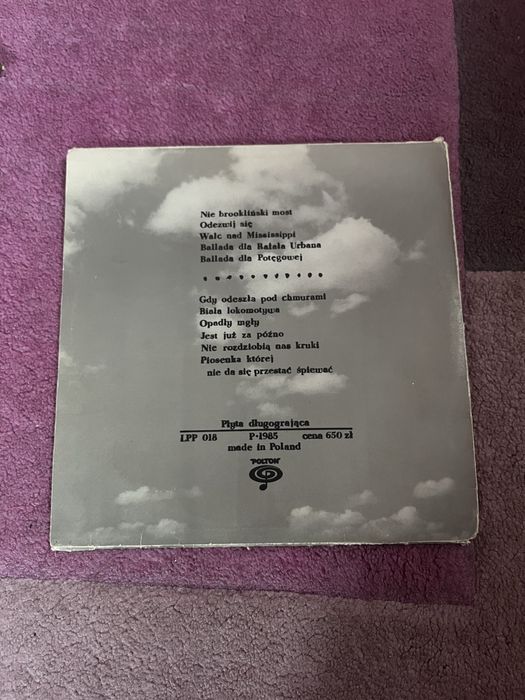 Nie brookliński most
Odezwij się
Walc nad Mississippi
Ballada dla Rafała Urbana
Ballada dla Potęgowej
Gdy odeszła pod chmurami
Biała lokomotywa
Opadły mgły
Jest już za późno
Nie rozdziobią nas kruki
Piosenka której
nie da się przestać śpiewać
Płyta długogrająca
LPP 018 P·1985 cena 650 zł
made in Poland
POLTON